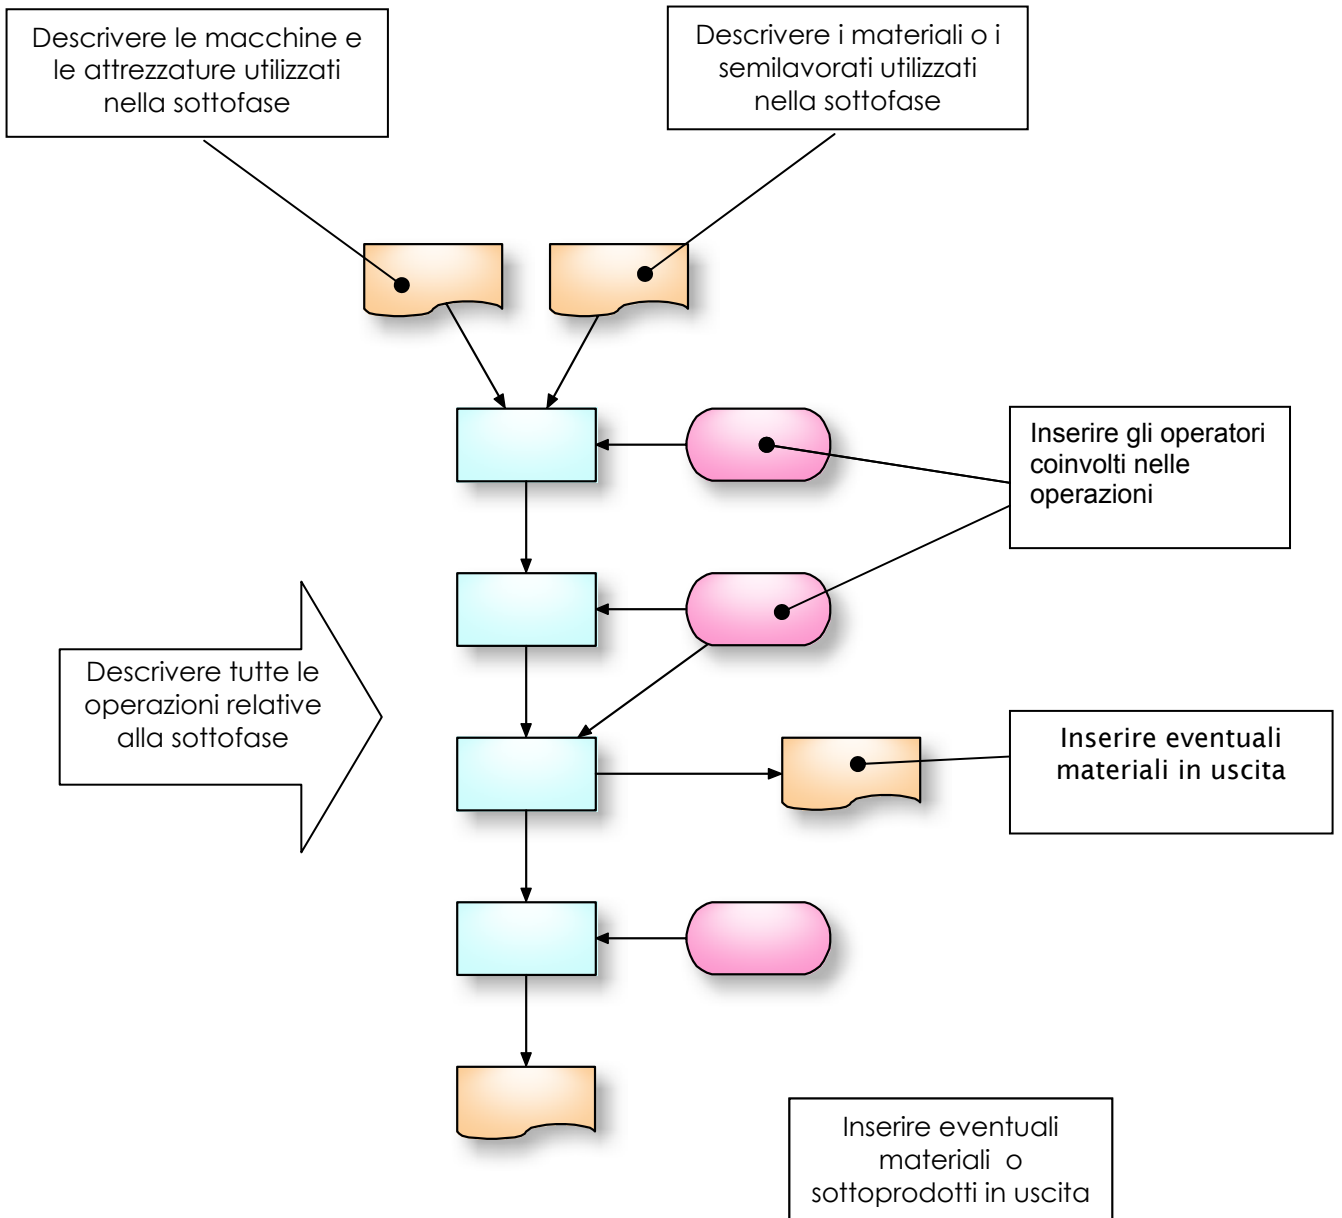 Descrivere le macchine e
le attrezzature utilizzati
nella sottofase
Descrivere i materiali o i
semilavorati utilizzati
nella sottofase
Inserire gli operatori
coinvolti nelle
operazioni
Descrivere tutte le
operazioni relative
alla sottofase
Inserire eventuali
materiali in uscita
Inserire eventuali
materiali o
sottoprodotti in uscita